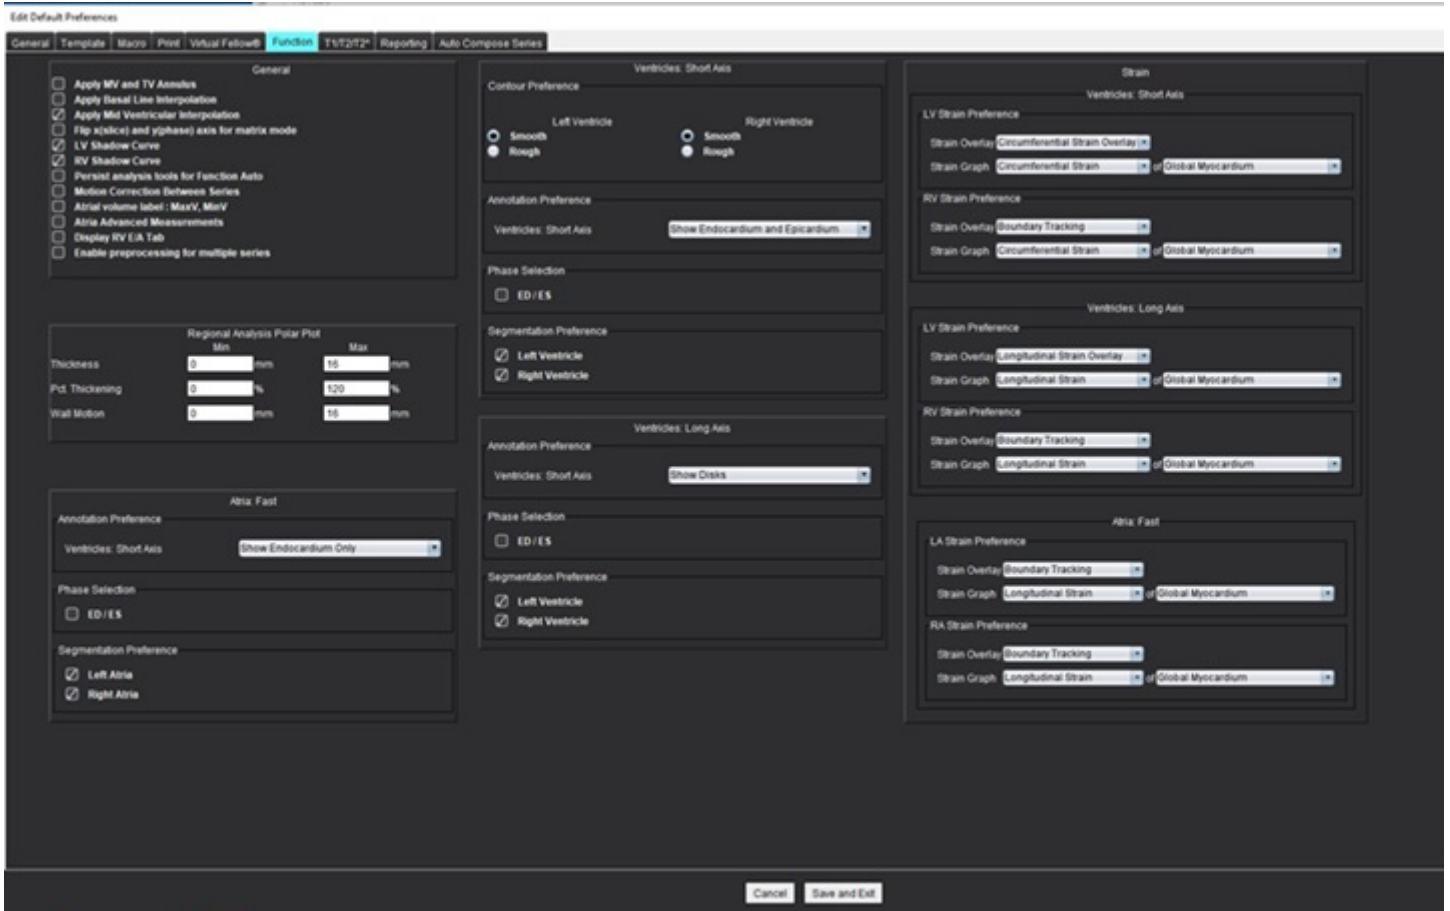 Edit Default Preferences
General Template Macro Print Virtual Fellow® Function T1/T2/T2* Reporting Auto Compose Series
General
Apply MV and TV Annulus
Apply Basal Line Interpolation
Apply Mid Ventricular Interpolation
Flip x(slice) and y(phase) axis for matrix mode
LV Shadow Curve
RV Shadow Curve
Persist analysis tools for Function Auto
Motion Correction Between Series
Atrial volume label : MaxV, MinV
Atria Advanced Measurements
Display RV E/A Tab
Enable preprocessing for multiple series
Regional Analysis Polar Plot
Min Max
Thickness 0 mm 16 mm
Pct. Thickening 0 % 120 %
Wall Motion 0 mm 16 mm
Atria: Fast
Annotation Preference
Ventricles: Short Axis Show Endocardium Only
Phase Selection
ED / ES
Segmentation Preference
Left Atria
Right Atria
Ventricles: Short Axis
Contour Preference
Left Ventricle Right Ventricle
Smooth Smooth
Rough Rough
Annotation Preference
Ventricles: Short Axis Show Endocardium and Epicardium
Phase Selection
ED / ES
Segmentation Preference
Left Ventricle
Right Ventricle
Ventricles: Long Axis
Annotation Preference
Ventricles: Short Axis Show Disks
Phase Selection
ED / ES
Segmentation Preference
Left Ventricle
Right Ventricle
Strain
Ventricles: Short Axis
LV Strain Preference
Strain Overlay Circumferential Strain Overlay
Strain Graph Circumferential Strain of Global Myocardium
RV Strain Preference
Strain Overlay Boundary Tracking
Strain Graph Circumferential Strain of Global Myocardium
Ventricles: Long Axis
LV Strain Preference
Strain Overlay Longitudinal Strain Overlay
Strain Graph Longitudinal Strain of Global Myocardium
RV Strain Preference
Strain Overlay Boundary Tracking
Strain Graph Longitudinal Strain of Global Myocardium
Atria: Fast
LA Strain Preference
Strain Overlay Boundary Tracking
Strain Graph Longitudinal Strain of Global Myocardium
RA Strain Preference
Strain Overlay Boundary Tracking
Strain Graph Longitudinal Strain of Global Myocardium
Cancel Save and Exit